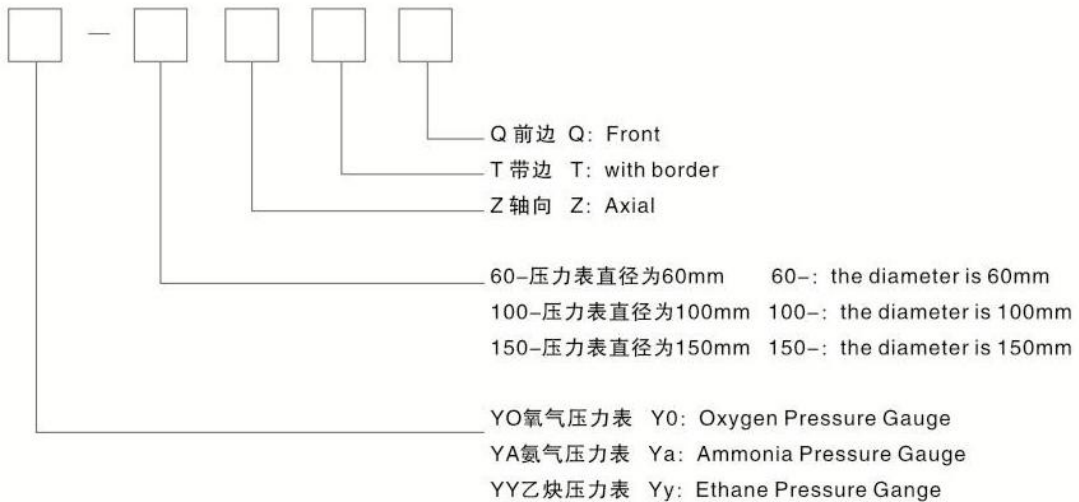 Q 前边 Q: Front
T 带边 T: with border
Z 轴向 Z: Axial
60-压力表直径为60mm 60-: the diameter is 60mm
100-压力表直径为100mm 100-: the diameter is 100mm
150-压力表直径为150mm 150-: the diameter is 150mm
YO氧气压力表 Y0: Oxygen Pressure Gauge
YA氨气压力表 Ya: Ammonia Pressure Gauge
YY乙炔压力表 Yy: Ethane Pressure Gange